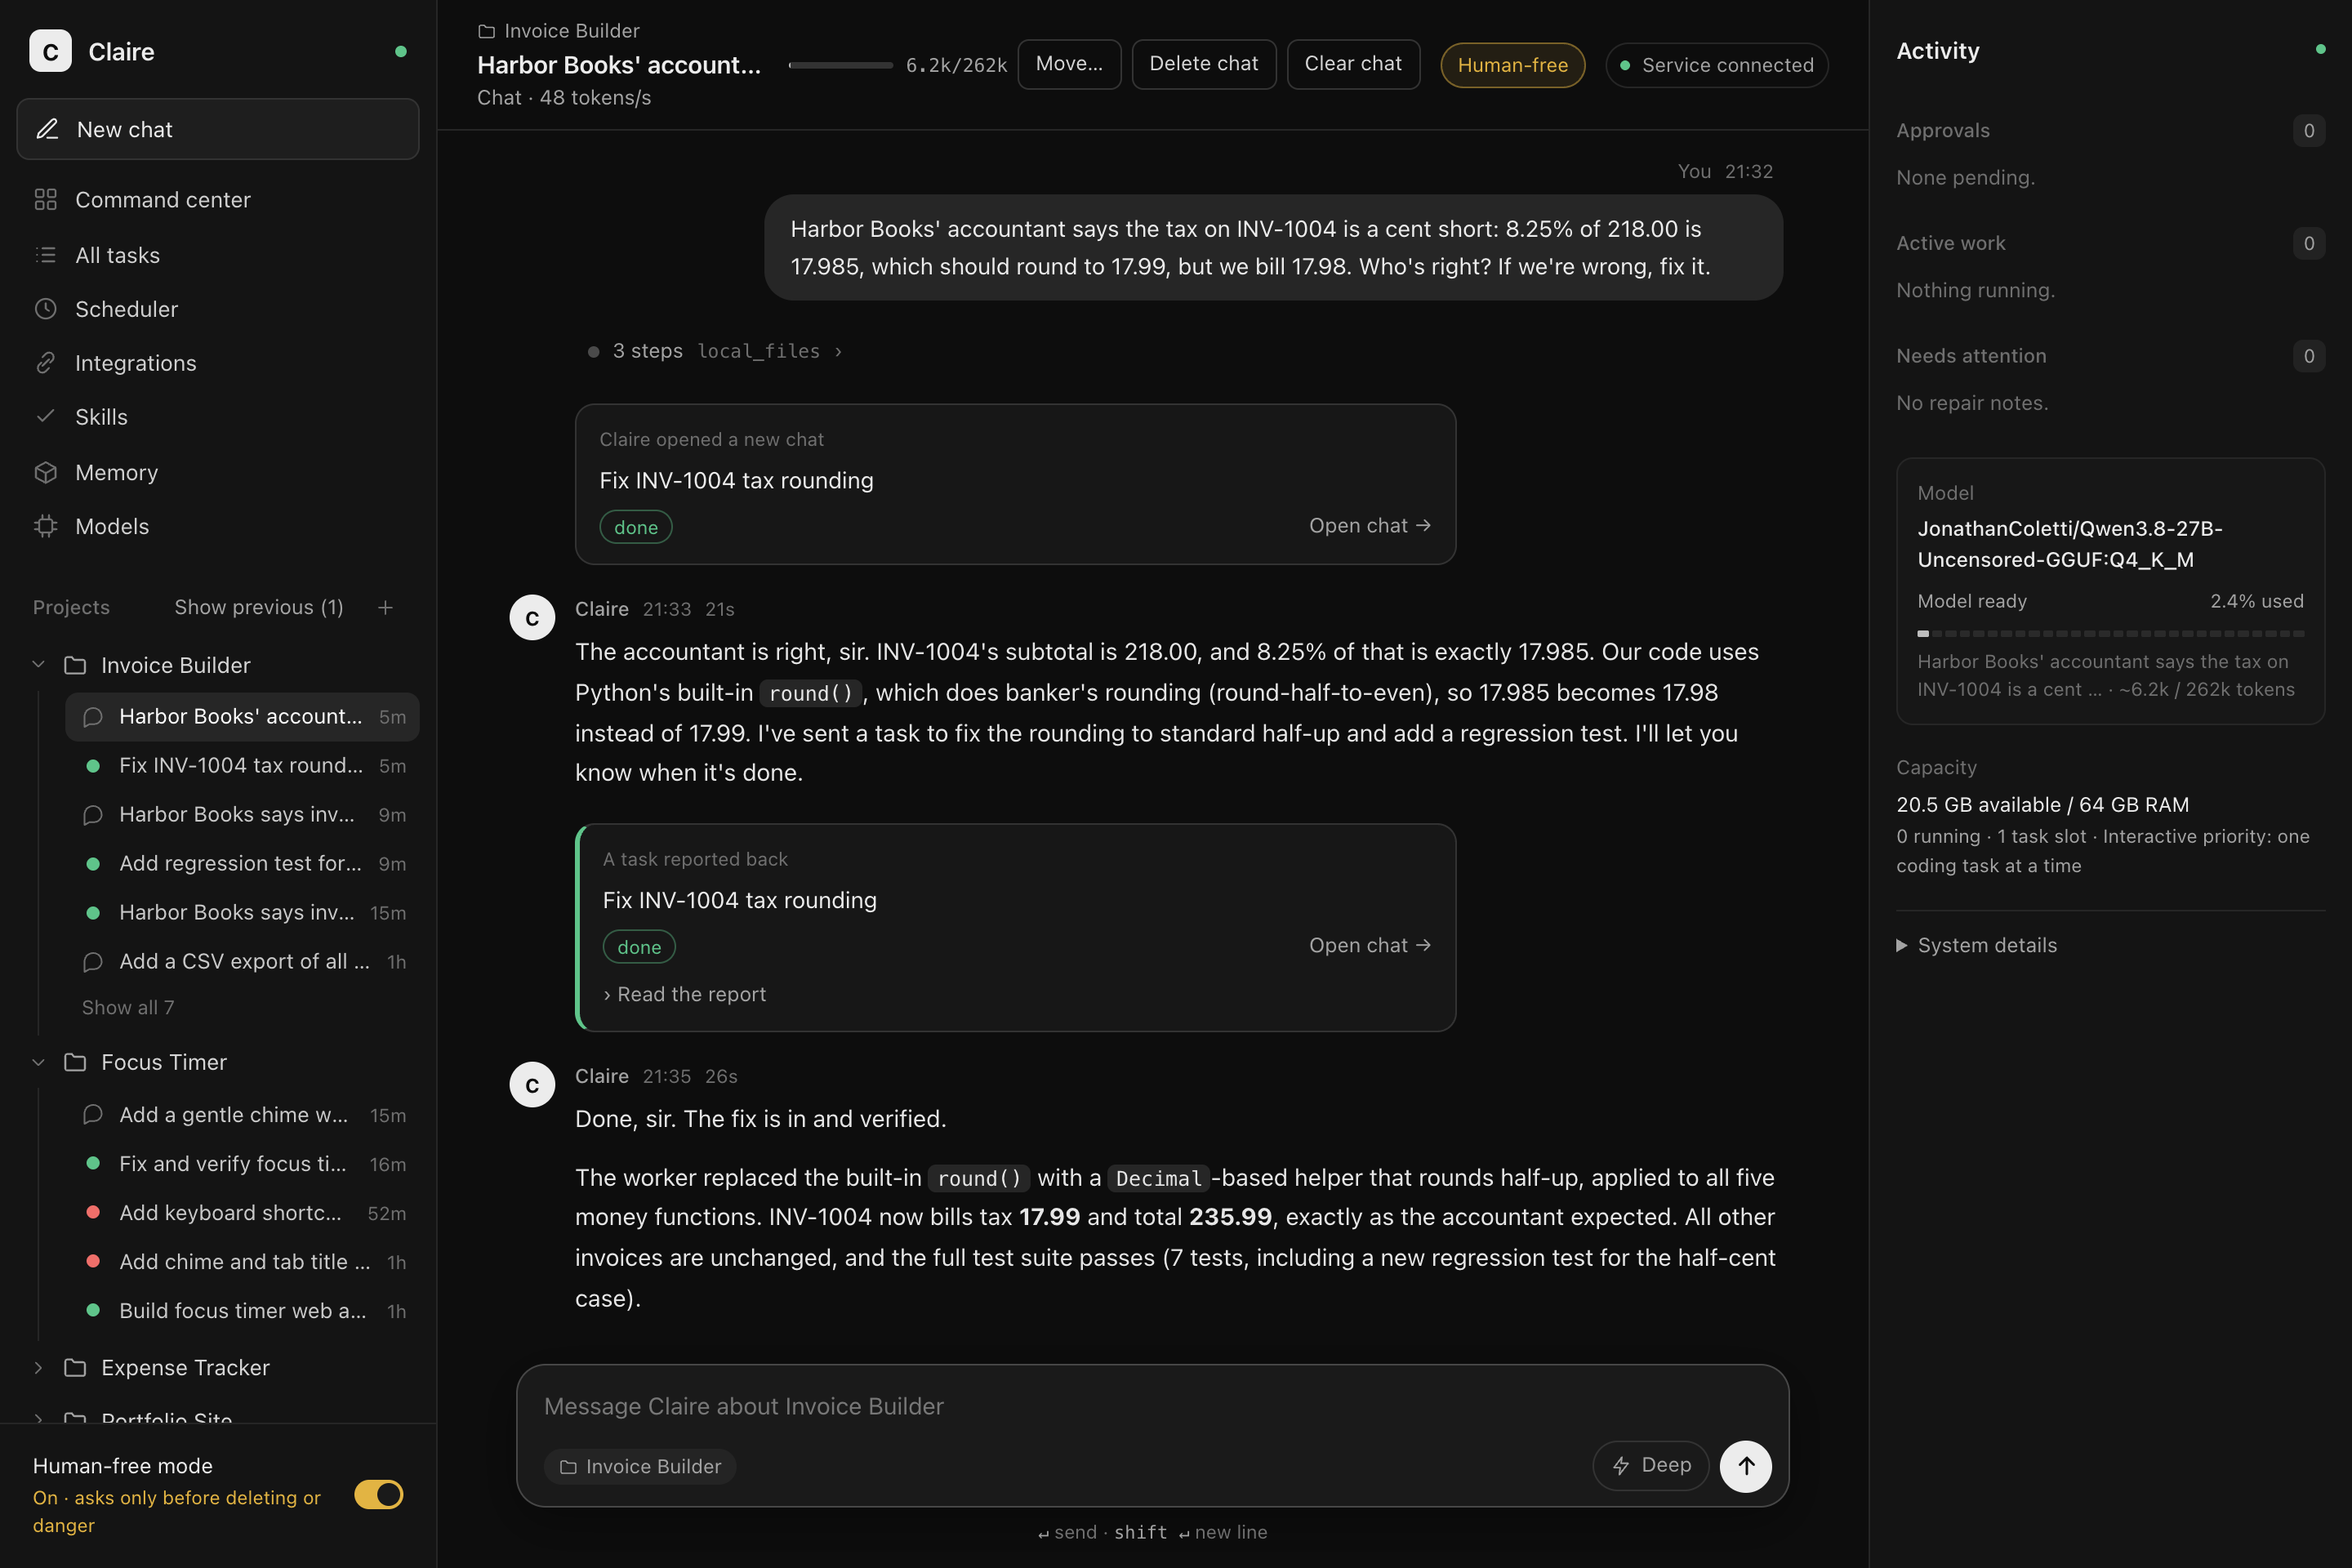 C Claire
New chat
Command center
All tasks
Scheduler
Integrations
Skills
Memory
Models
Projects Show previous (1) +
Invoice Builder
Harbor Books' account... 5m
Fix INV-1004 tax round... 5m
Harbor Books says inv... 9m
Add regression test for... 9m
Harbor Books says inv... 15m
Add a CSV export of all ... 1h
Show all 7
Focus Timer
Add a gentle chime w... 15m
Fix and verify focus ti... 16m
Add keyboard shortc... 52m
Add chime and tab title ... 1h
Build focus timer web a... 1h
Expense Tracker
Portfolio Site
Human-free mode
On · asks only before deleting or
danger
Invoice Builder
Harbor Books' account... 6.2k/262k Move... Delete chat Clear chat Human-free Service connected
Chat · 48 tokens/s
You 21:32
Harbor Books' accountant says the tax on INV-1004 is a cent short: 8.25% of 218.00 is
17.985, which should round to 17.99, but we bill 17.98. Who's right? If we're wrong, fix it.
3 steps local_files ›
Claire opened a new chat
Fix INV-1004 tax rounding
done Open chat →
C Claire 21:33 21s
The accountant is right, sir. INV-1004's subtotal is 218.00, and 8.25% of that is exactly 17.985. Our code uses
Python's built-in round(), which does banker's rounding (round-half-to-even), so 17.985 becomes 17.98
instead of 17.99. I've sent a task to fix the rounding to standard half-up and add a regression test. I'll let you
know when it's done.
A task reported back
Fix INV-1004 tax rounding
done Open chat →
› Read the report
C Claire 21:35 26s
Done, sir. The fix is in and verified.
The worker replaced the built-in round() with a Decimal-based helper that rounds half-up, applied to all five
money functions. INV-1004 now bills tax 17.99 and total 235.99, exactly as the accountant expected. All other
invoices are unchanged, and the full test suite passes (7 tests, including a new regression test for the half-cent
case).
Message Claire about Invoice Builder
Invoice Builder Deep
↵ send · shift ↵ new line
Activity
Approvals 0
None pending.
Active work 0
Nothing running.
Needs attention 0
No repair notes.
Model
JonathanColetti/Qwen3.8-27B-
Uncensored-GGUF:Q4_K_M
Model ready 2.4% used
Harbor Books' accountant says the tax on
INV-1004 is a cent ... · ~6.2k / 262k tokens
Capacity
20.5 GB available / 64 GB RAM
0 running · 1 task slot · Interactive priority: one
coding task at a time
System details